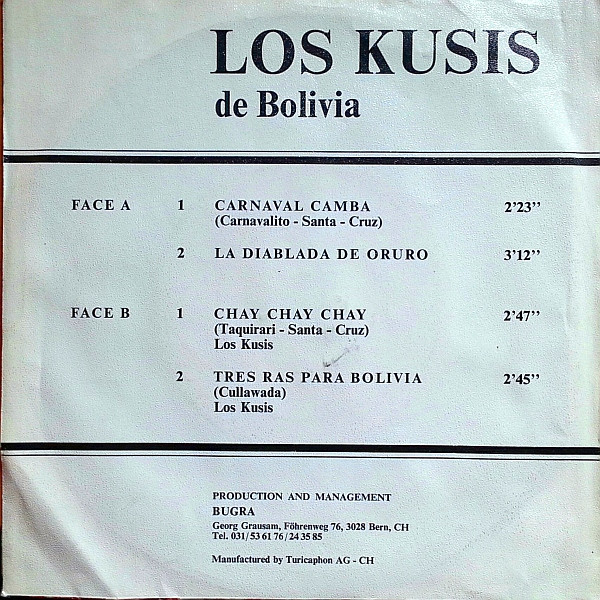 LOS KUSIS
de Bolivia
FACE A 1 CARNAVAL CAMBA 2'23''
(Carnavalito - Santa - Cruz)
2 LA DIABLADA DE ORURO 3'12''
FACE B 1 CHAY CHAY CHAY 2'47''
(Taquirari - Santa - Cruz)
Los Kusis
2 TRES RAS PARA BOLIVIA 2'45''
(Cullawada)
Los Kusis
PRODUCTION AND MANAGEMENT
BUGRA
Georg Grausam, Föhrenweg 76, 3028 Bern, CH
Tel. 031/53 61 76/24 35 85
Manufactured by Turicaphon AG - CH